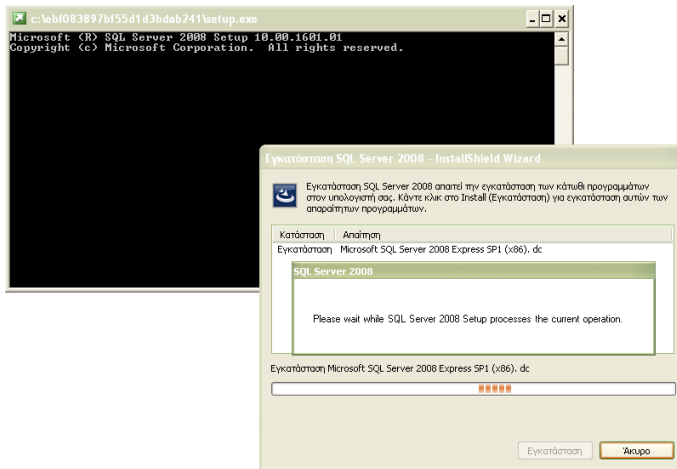 c:\ebf083897bf55d1d3bdab241\setup.exe
Microsoft (R) SQL Server 2008 Setup 10.00.1601.01
Copyright (c) Microsoft Corporation.  All rights reserved.
Εγκατάσταση SQL Server 2008 - InstallShield Wizard
Εγκατάσταση SQL Server 2008 απαιτεί την εγκατάσταση των κάτωθι προγραμμάτων
στον υπολογιστή σας. Κάντε κλικ στο Install (Εγκατάσταση) για εγκατάσταση αυτών των
απαραίτητων προγραμμάτων.
Κατάσταση Απαίτηση
Εγκατάσταση Microsoft SQL Server 2008 Express SP1 (x86). dc
SQL Server 2008
Please wait while SQL Server 2008 Setup processes the current operation.
Εγκατάσταση Microsoft SQL Server 2008 Express SP1 (x86). dc
Εγκατάσταση Άκυρο